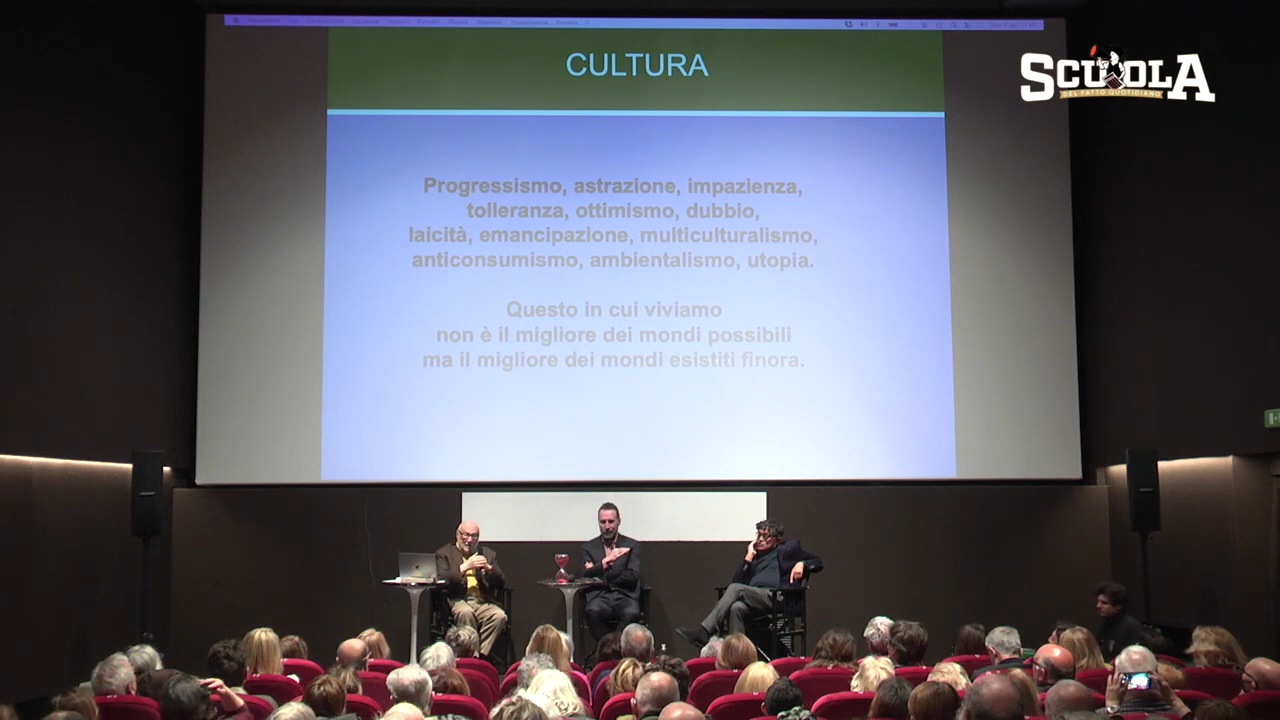 CULTURA
SCUOLA
DEL FATTO QUOTIDIANO
Progressismo, astrazione, impazienza,
tolleranza, ottimismo, dubbio,
laicità, emancipazione, multiculturalismo,
anticonsumismo, ambientalismo, utopia.
Questo in cui viviamo
non è il migliore dei mondi possibili
ma il migliore dei mondi esistiti finora.